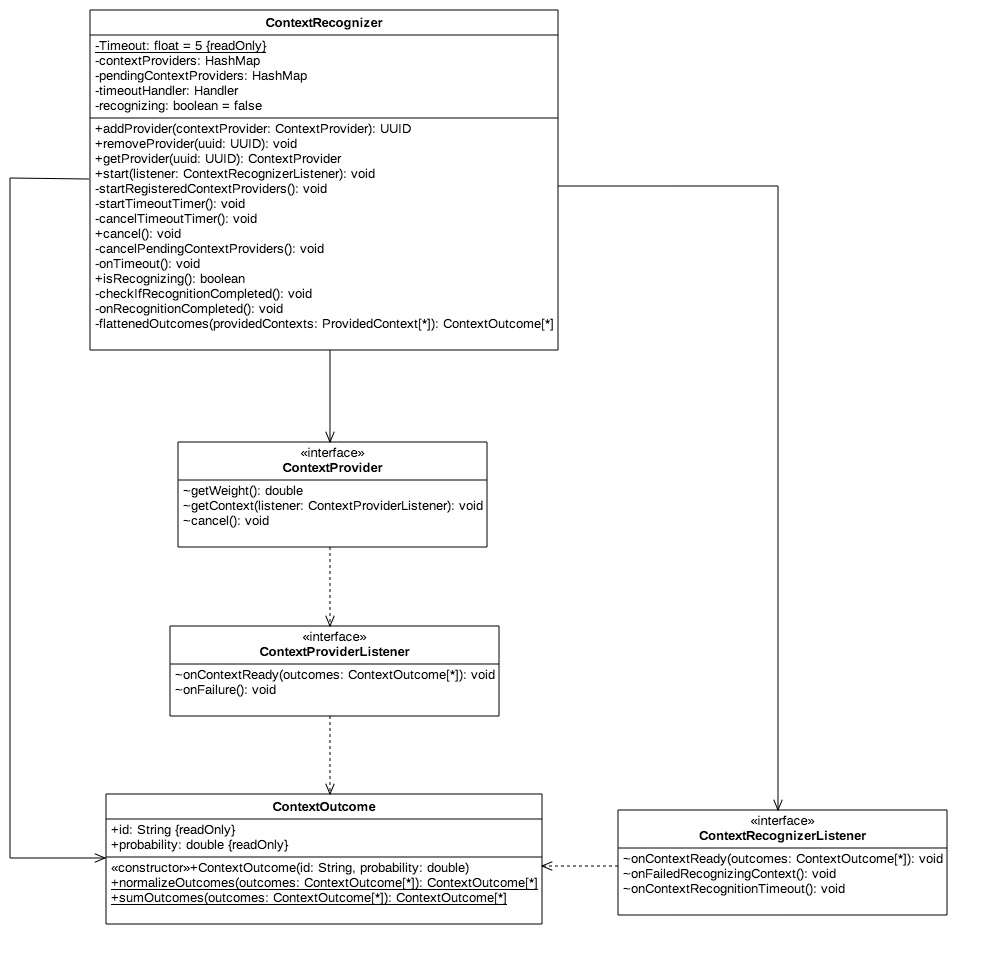 ContextRecognizer
-Timeout: float = 5 {readOnly}
-contextProviders: HashMap
-pendingContextProviders: HashMap
-timeoutHandler: Handler
-recognizing: boolean = false
+addProvider(contextProvider: ContextProvider): UUID
+removeProvider(uuid: UUID): void
+getProvider(uuid: UUID): ContextProvider
+start(listener: ContextRecognizerListener): void
-startRegisteredContextProviders(): void
-startTimeoutTimer(): void
-cancelTimeoutTimer(): void
+cancel(): void
-cancelPendingContextProviders(): void
-onTimeout(): void
+isRecognizing(): boolean
-checkIfRecognitionCompleted(): void
-onRecognitionCompleted(): void
-flattenedOutcomes(providedContexts: ProvidedContext[*]): ContextOutcome[*]
«interface»
ContextProvider
~getWeight(): double
~getContext(listener: ContextProviderListener): void
~cancel(): void
«interface»
ContextProviderListener
~onContextReady(outcomes: ContextOutcome[*]): void
~onFailure(): void
ContextOutcome
+id: String {readOnly}
+probability: double {readOnly}
«constructor»+ContextOutcome(id: String, probability: double)
+normalizeOutcomes(outcomes: ContextOutcome[*]): ContextOutcome[*]
+sumOutcomes(outcomes: ContextOutcome[*]): ContextOutcome[*]
«interface»
ContextRecognizerListener
~onContextReady(outcomes: ContextOutcome[*]): void
~onFailedRecognizingContext(): void
~onContextRecognitionTimeout(): void